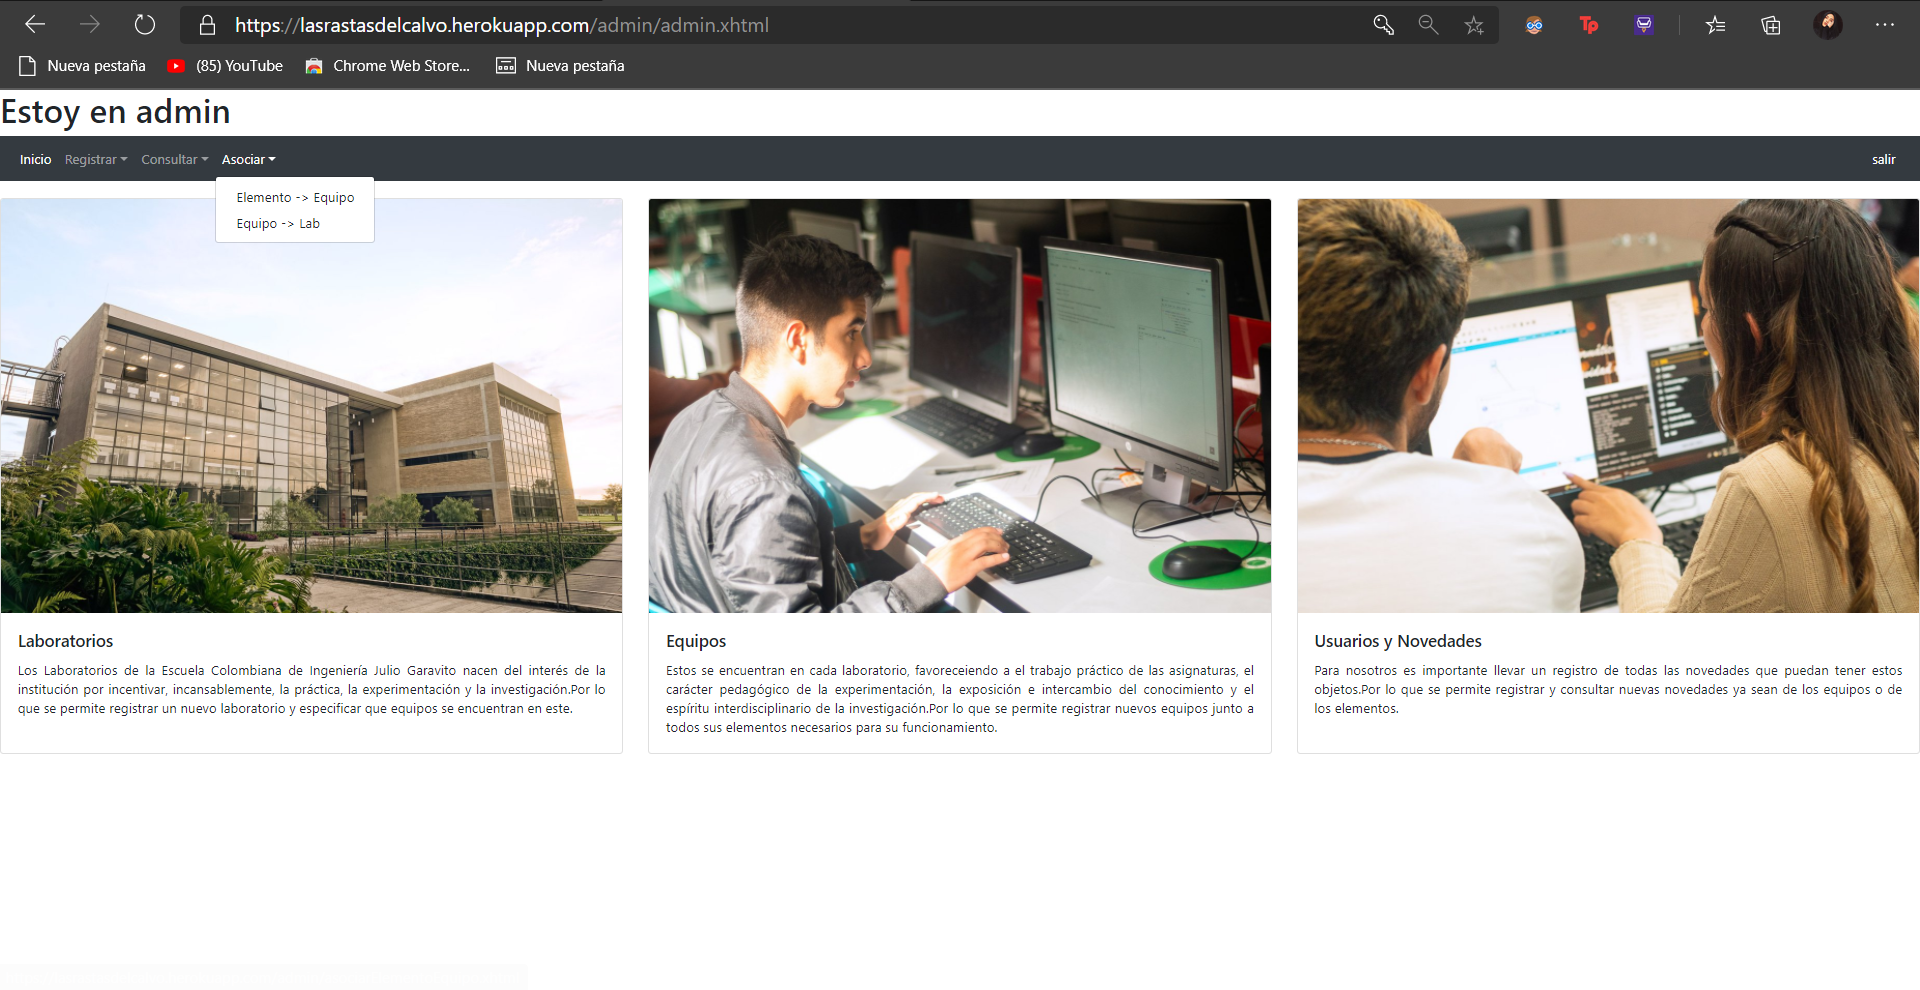 https://lasrastasdelcalvo.herokuapp.com/admin/admin.xhtml
Tp
Nueva pestaña (85) YouTube Chrome Web Store... Nueva pestaña
Estoy en admin
Inicio Registrar Consultar Asociar salir
Elemento -> Equipo
Equipo -> Lab
Laboratorios
Los Laboratorios de la Escuela Colombiana de Ingeniería Julio Garavito nacen del interés de la
institución por incentivar, incansablemente, la práctica, la experimentación y la investigación.Por lo
que se permite registrar un nuevo laboratorio y especificar que equipos se encuentran en este.
Equipos
Estos se encuentran en cada laboratorio, favoreceiendo a el trabajo práctico de las asignaturas, el
carácter pedagógico de la experimentación, la exposición e intercambio del conocimiento y el
espíritu interdisciplinario de la investigación.Por lo que se permite registrar nuevos equipos junto a
todos sus elementos necesarios para su funcionamiento.
Usuarios y Novedades
Para nosotros es importante llevar un registro de todas las novedades que puedan tener estos
objetos.Por lo que se permite registrar y consultar nuevas novedades ya sean de los equipos o de
los elementos.